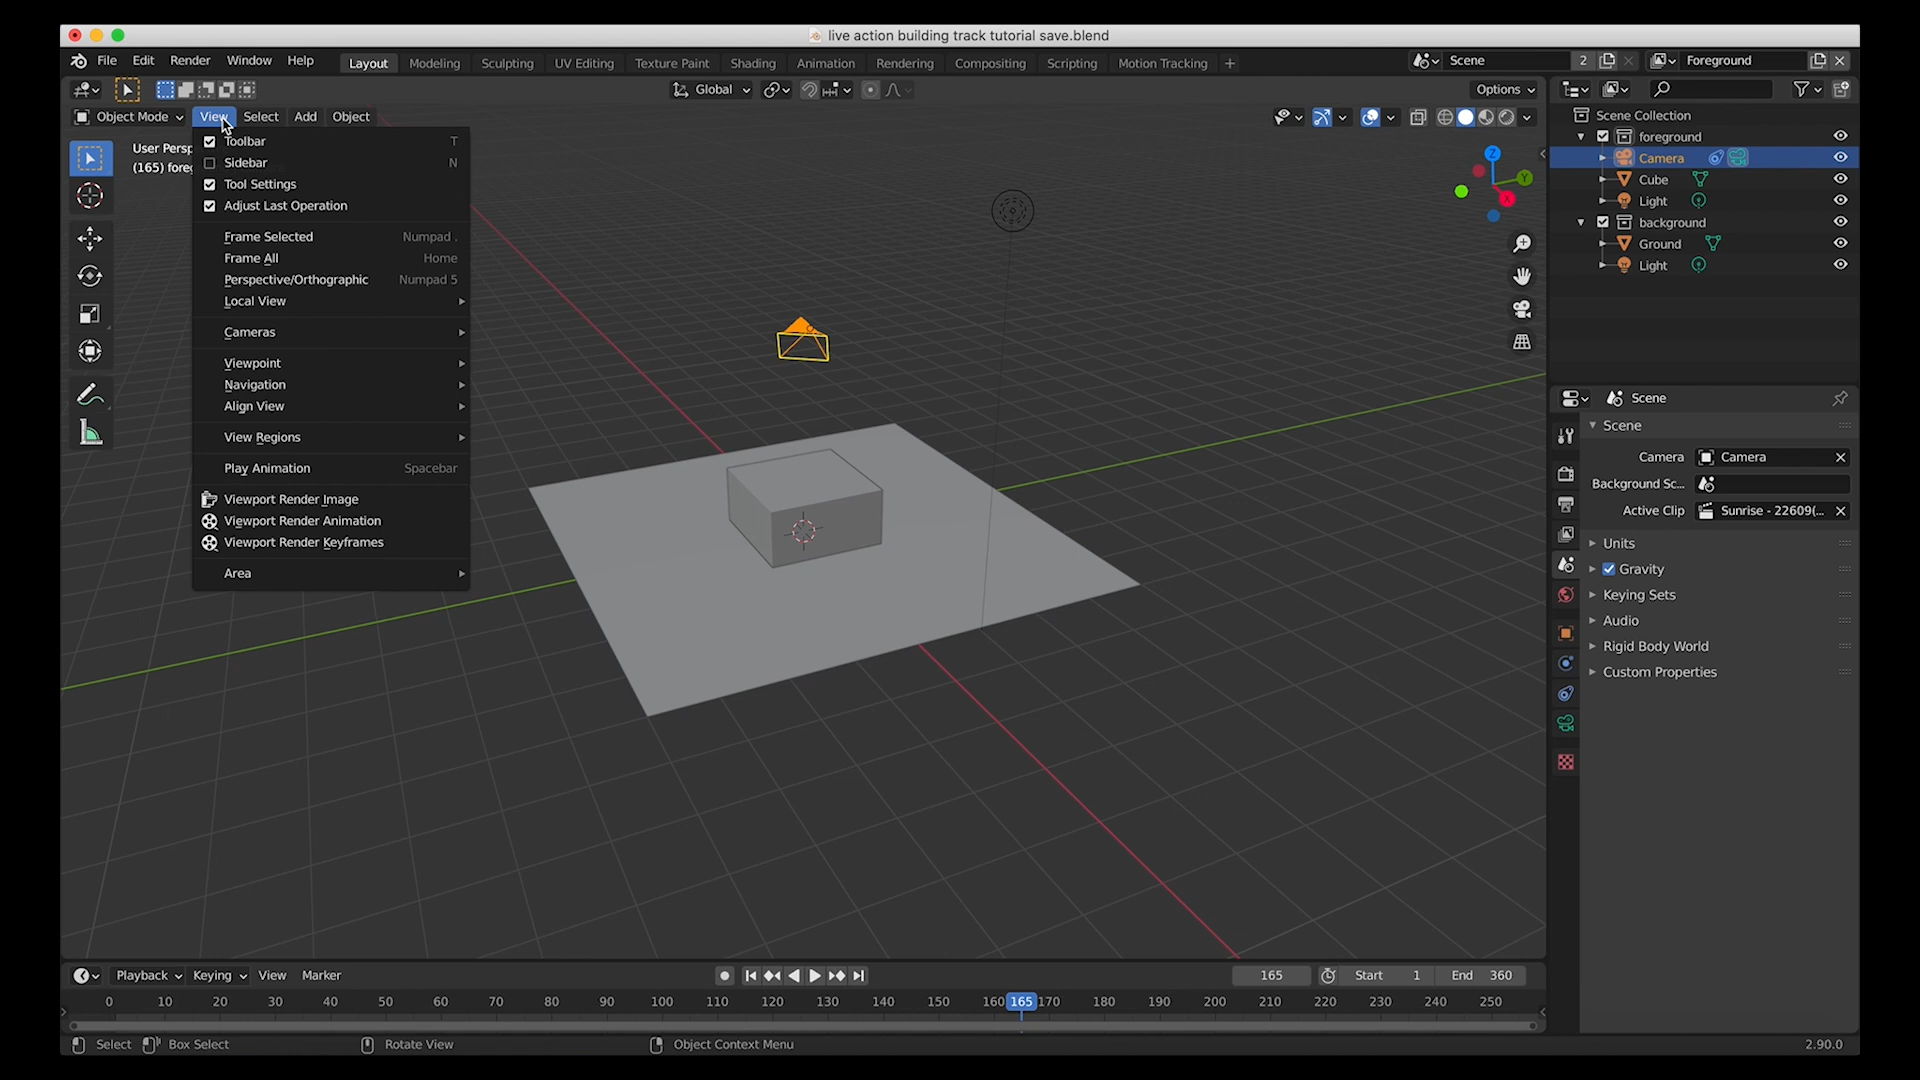 live action building track tutorial save.blend
File Edit Render Window Help Layout Modeling Sculpting UV Editing Texture Paint Shading Animation Rendering Compositing Scripting Motion Tracking + Scene 2 Foreground
Global Options
Object Mode View Select Add Object
User Persp
(165) fore
Toolbar T
Sidebar N
Tool Settings
Adjust Last Operation
Frame Selected Numpad .
Frame All Home
Perspective/Orthographic Numpad 5
Local View
Cameras
Viewpoint
Navigation
Align View
View Regions
Play Animation Spacebar
Viewport Render Image
Viewport Render Animation
Viewport Render Keyframes
Area
Z
Y
X
Scene Collection
foreground
Camera
Cube
Light
background
Ground
Light
Scene
Scene
Camera Camera
Background Sc...
Active Clip Sunrise - 22609(...
Units
Gravity
Keying Sets
Audio
Rigid Body World
Custom Properties
Playback Keying View Marker 165 Start 1 End 360
0 10 20 30 40 50 60 70 80 90 100 110 120 130 140 150 160 165 170 180 190 200 210 220 230 240 250
Select Box Select Rotate View Object Context Menu 2.90.0